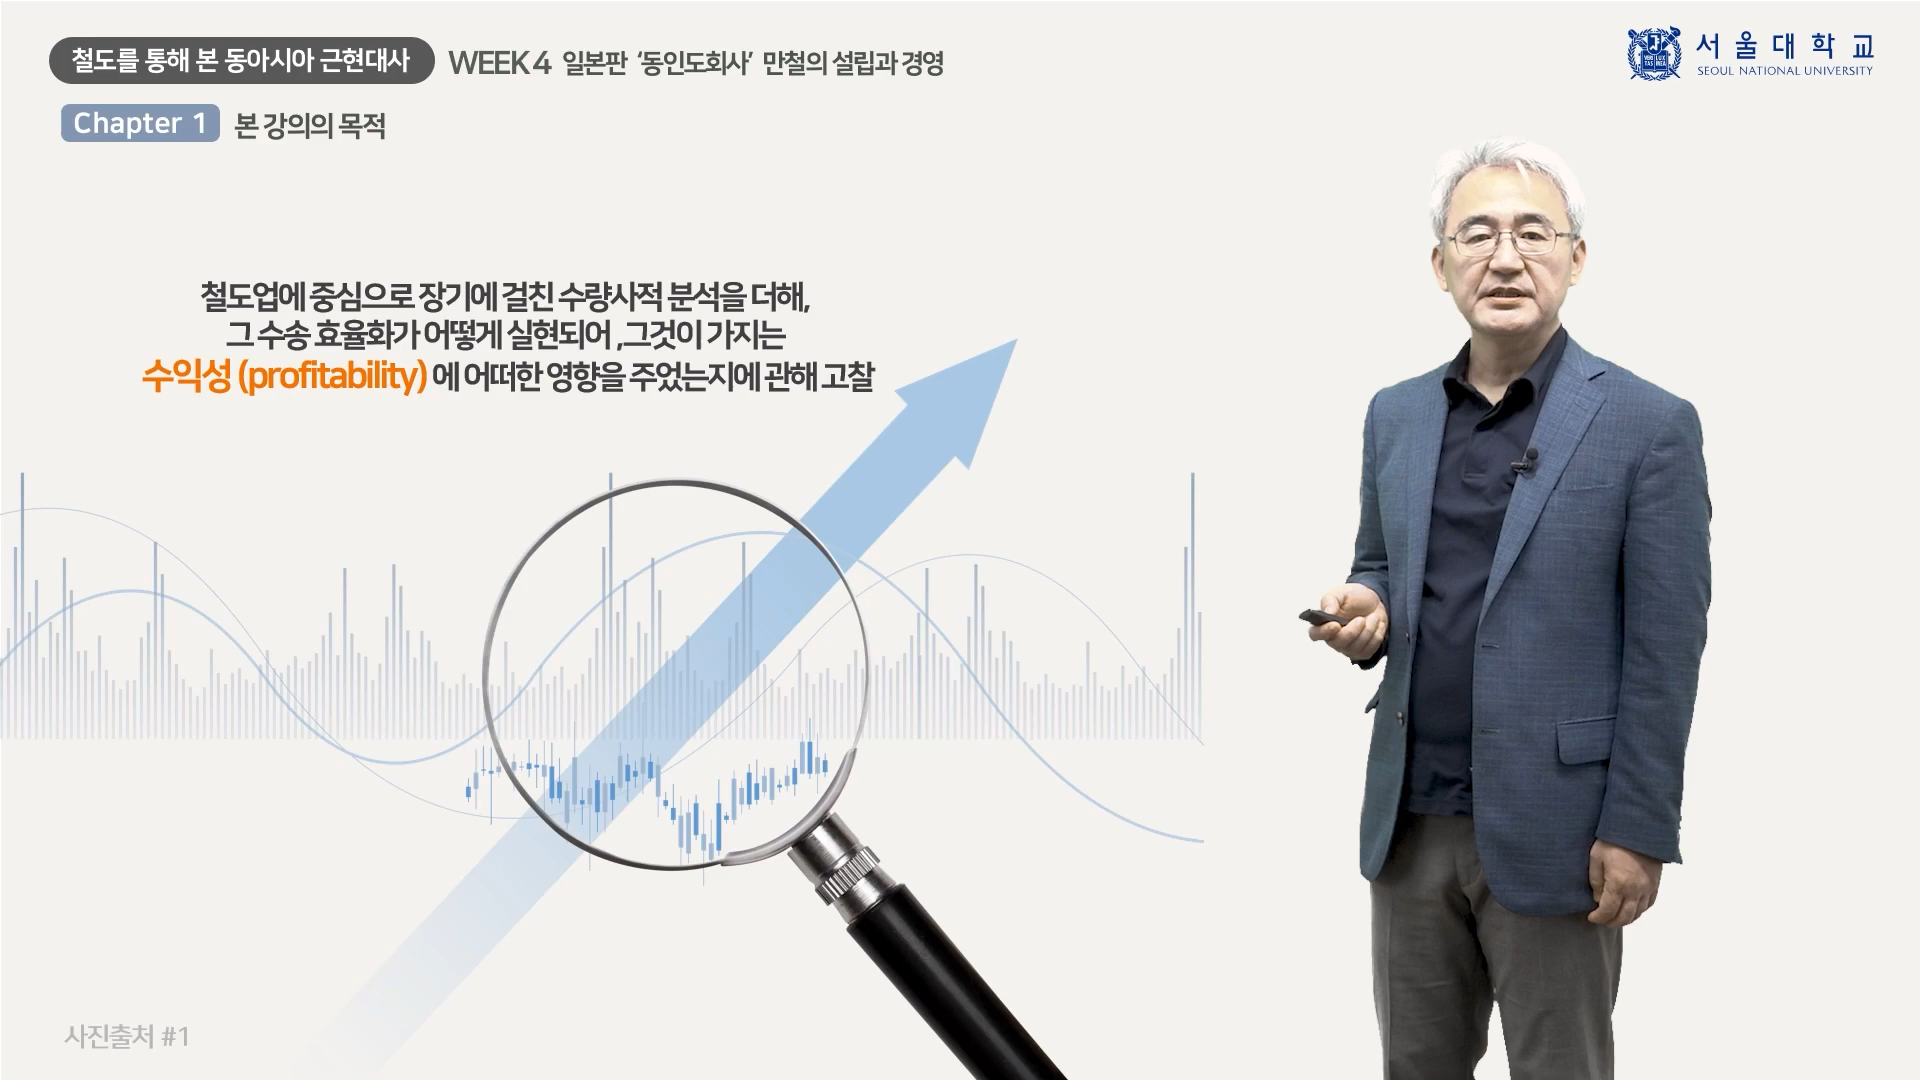 철도를 통해 본 동아시아 근현대사
WEEK 4 일본판 '동인도회사' 만철의 설립과 경영
서울대학교
SEOUL NATIONAL UNIVERSITY
Chapter 1 본 강의의 목적
철도업에 중심으로 장기에 걸친 수량사적 분석을 더해,
그 수송 효율화가 어떻게 실현되어 ,그것이 가지는
수익성 (profitability) 에 어떠한 영향을 주었는지에 관해 고찰
사진출처 #1